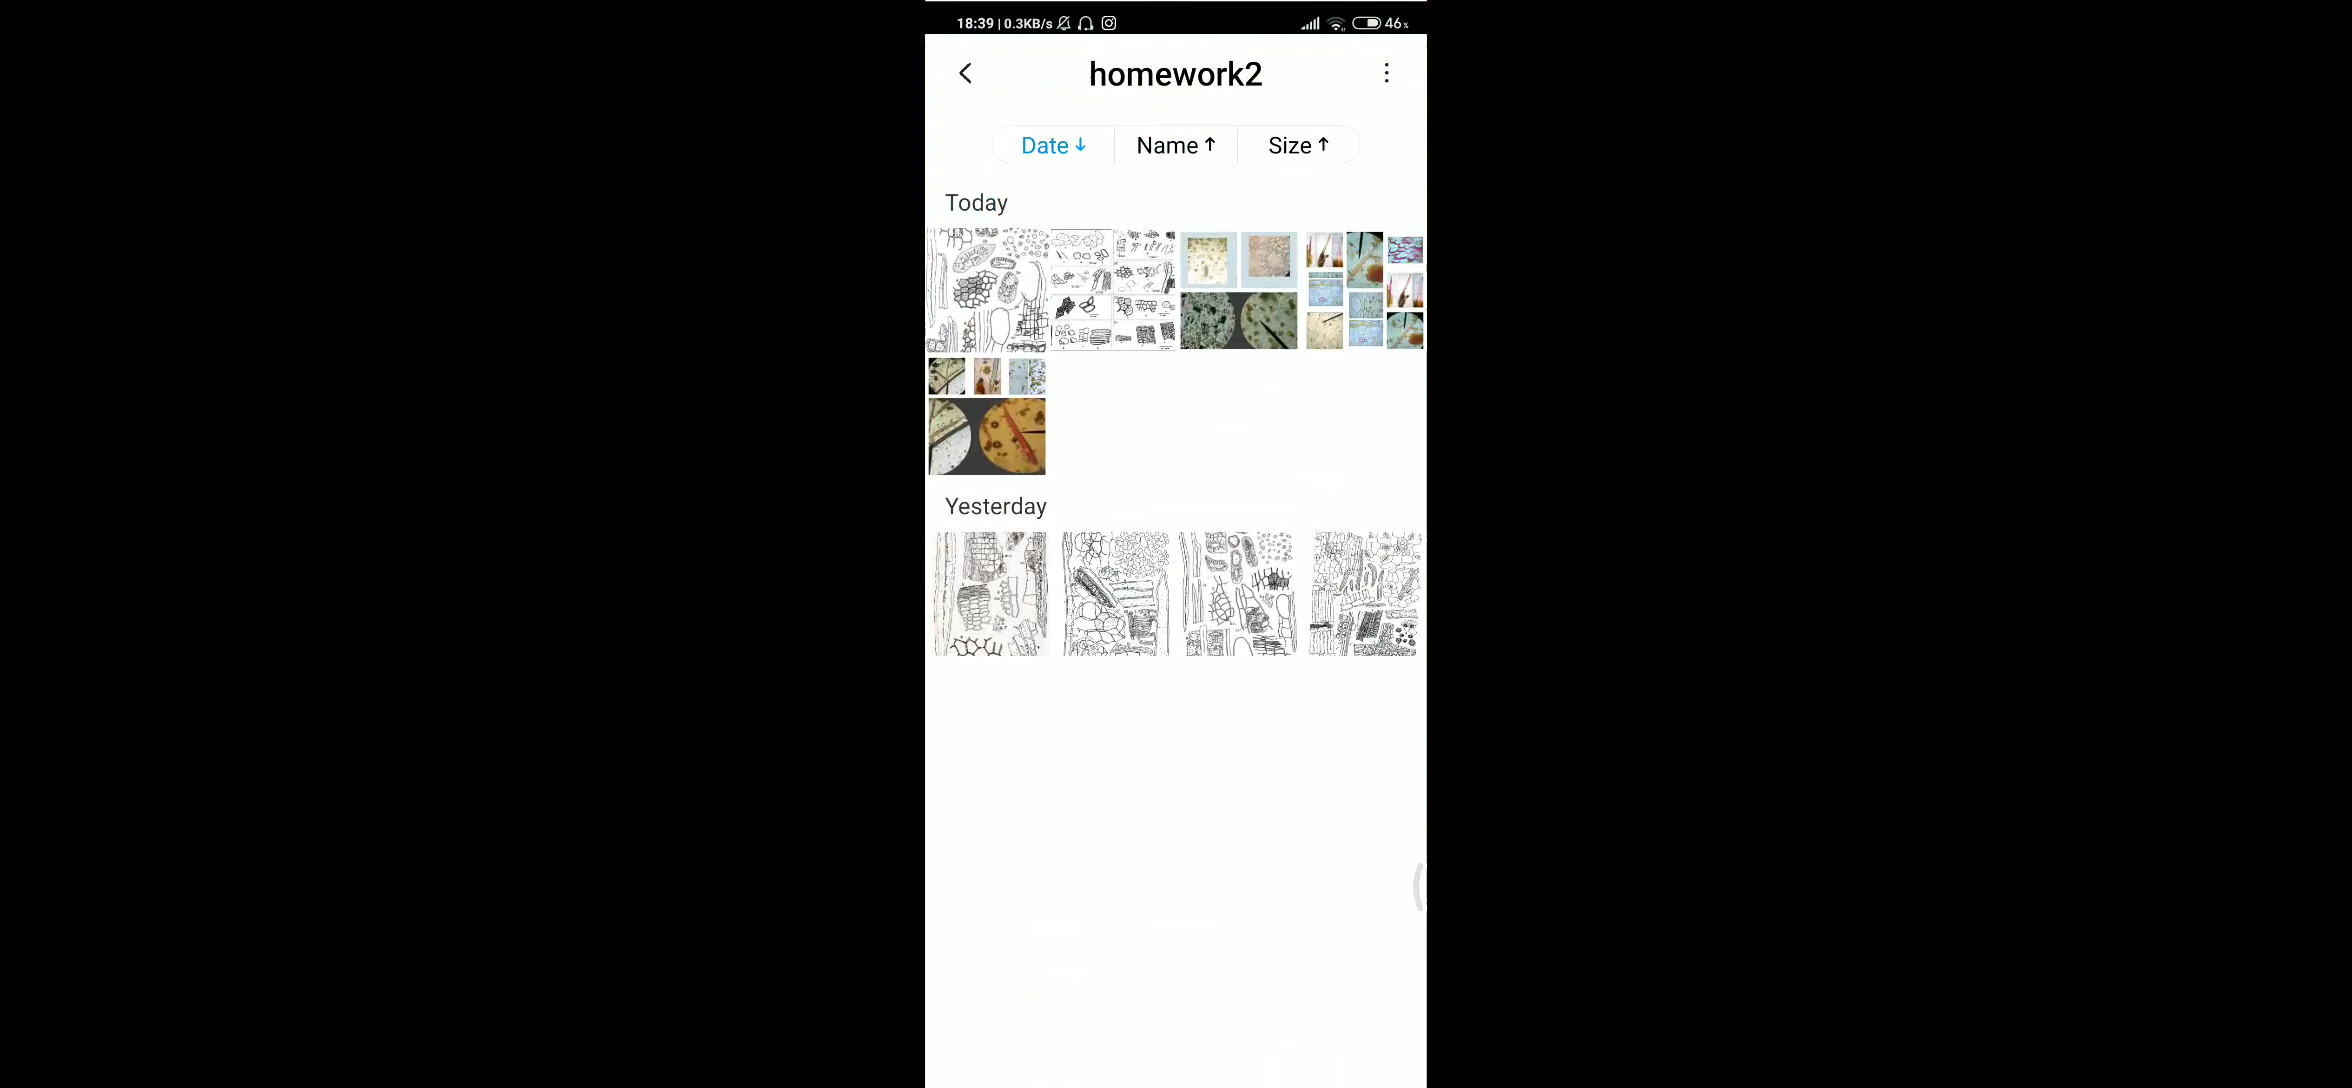 18:39 | 0.3KB/s 46%
homework2
Date↓ Name↑ Size↑
Today
Yesterday